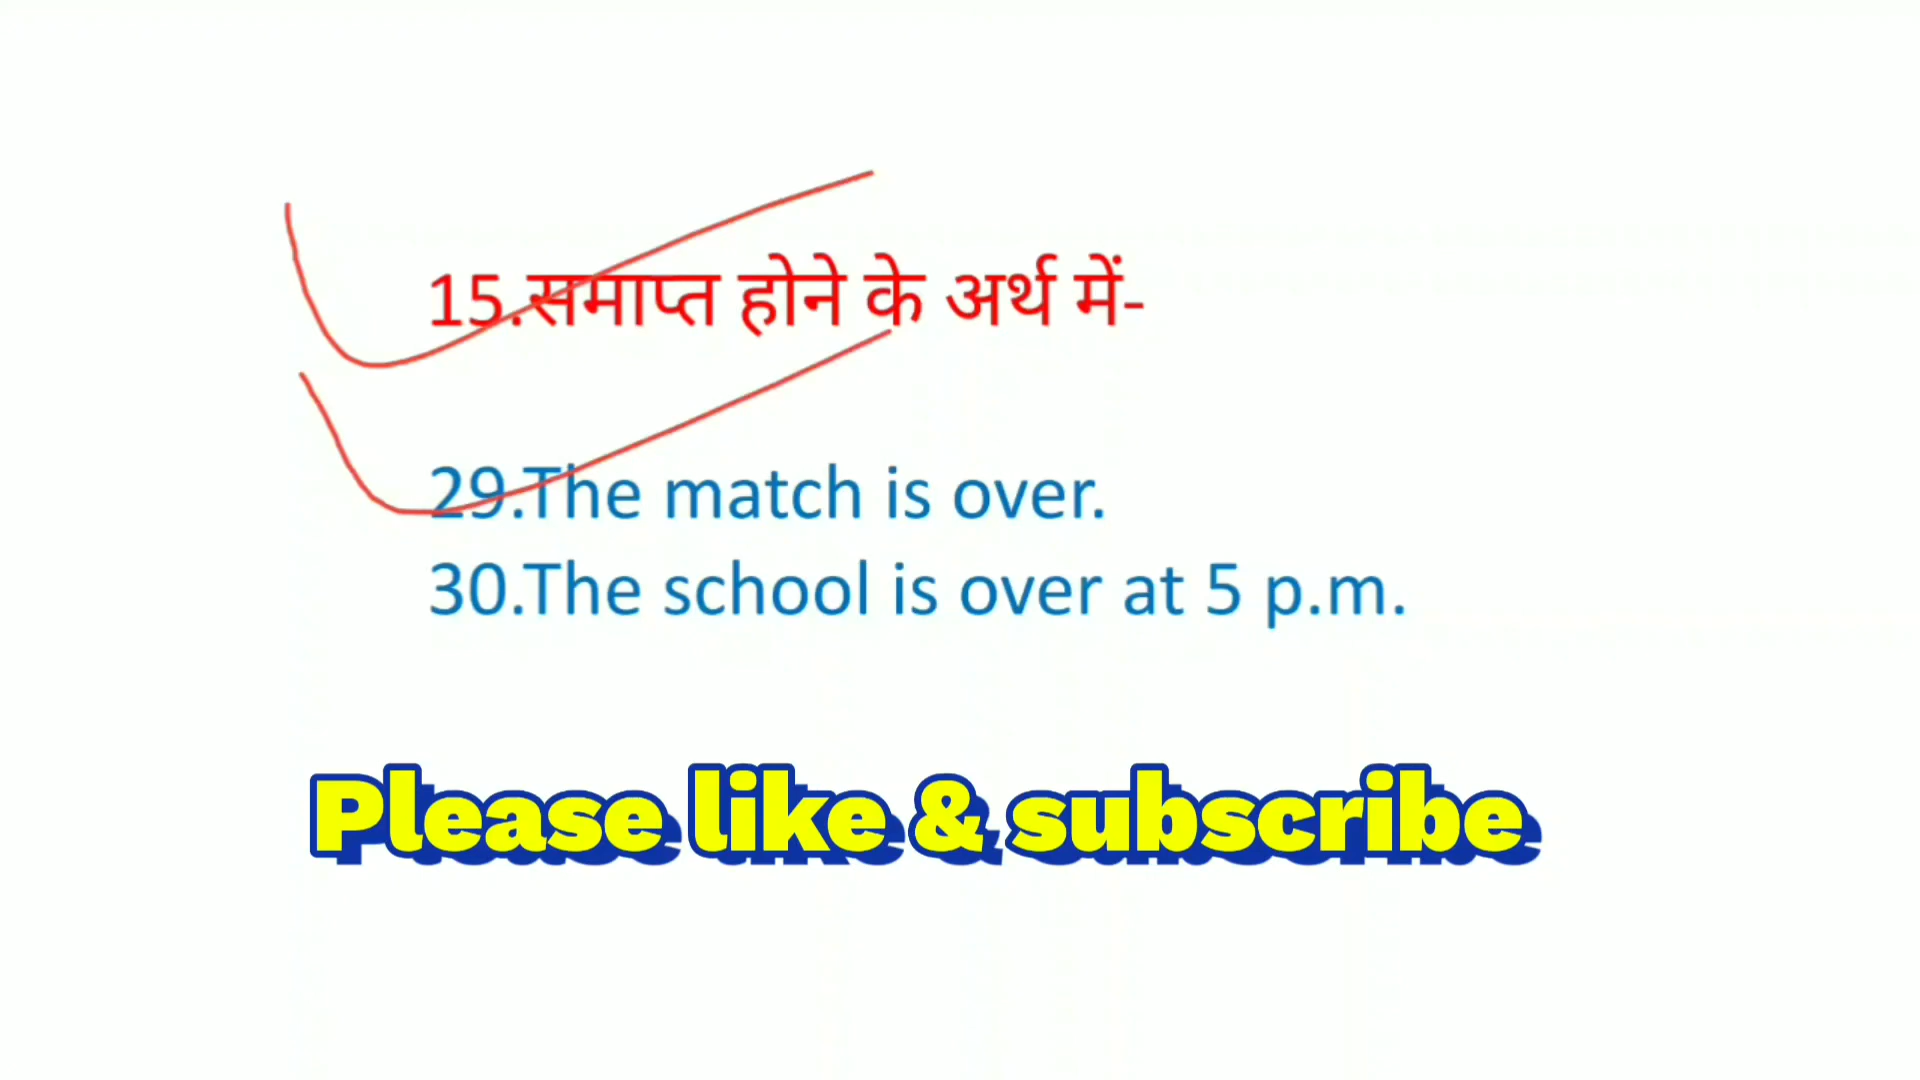 15.समाप्त होने के अर्थ में-
29.The match is over.
30.The school is over at 5 p.m.
Please like & subscribe